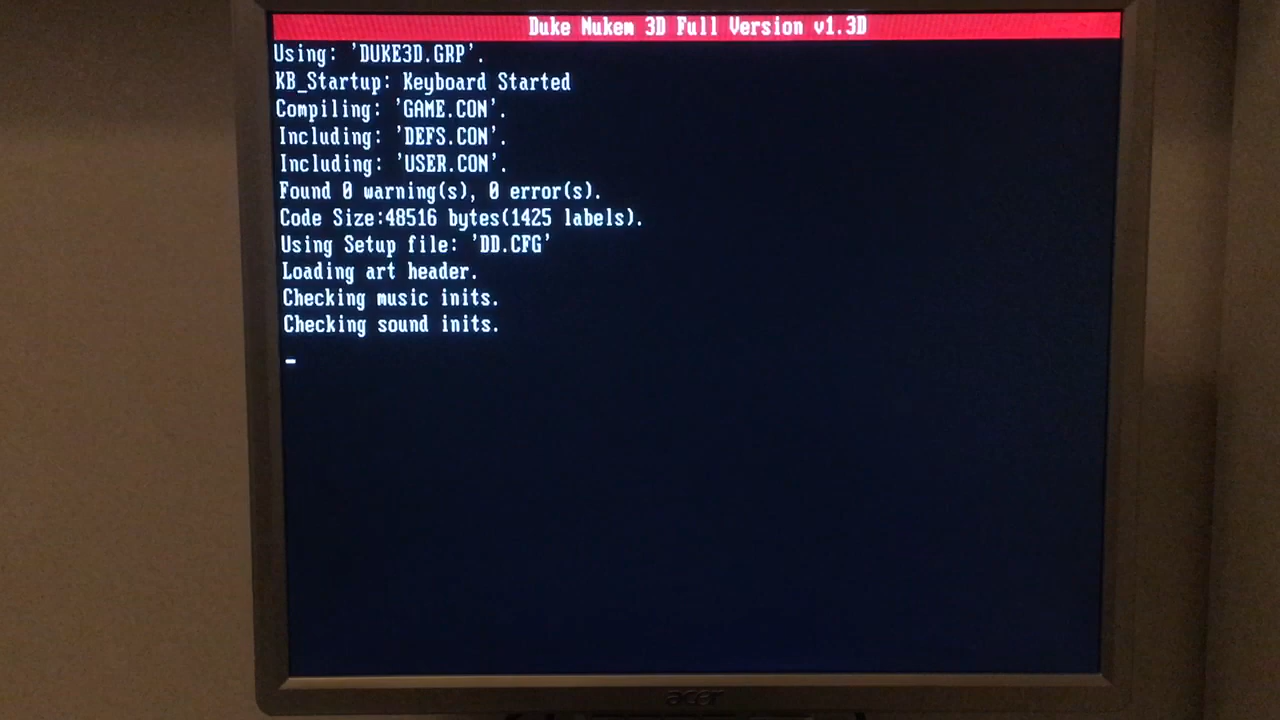 Duke Nukem 3D Full Version v1.3D
Using: 'DUKE3D.GRP'.
KB_Startup: Keyboard Started
Compiling: 'GAME.CON'.
Including: 'DEFS.CON'.
Including: 'USER.CON'.
Found 0 warning(s), 0 error(s).
Code Size:48516 bytes(1425 labels).
Using Setup file: 'DD.CFG'
Loading art header.
Checking music inits.
Checking sound inits.
acer